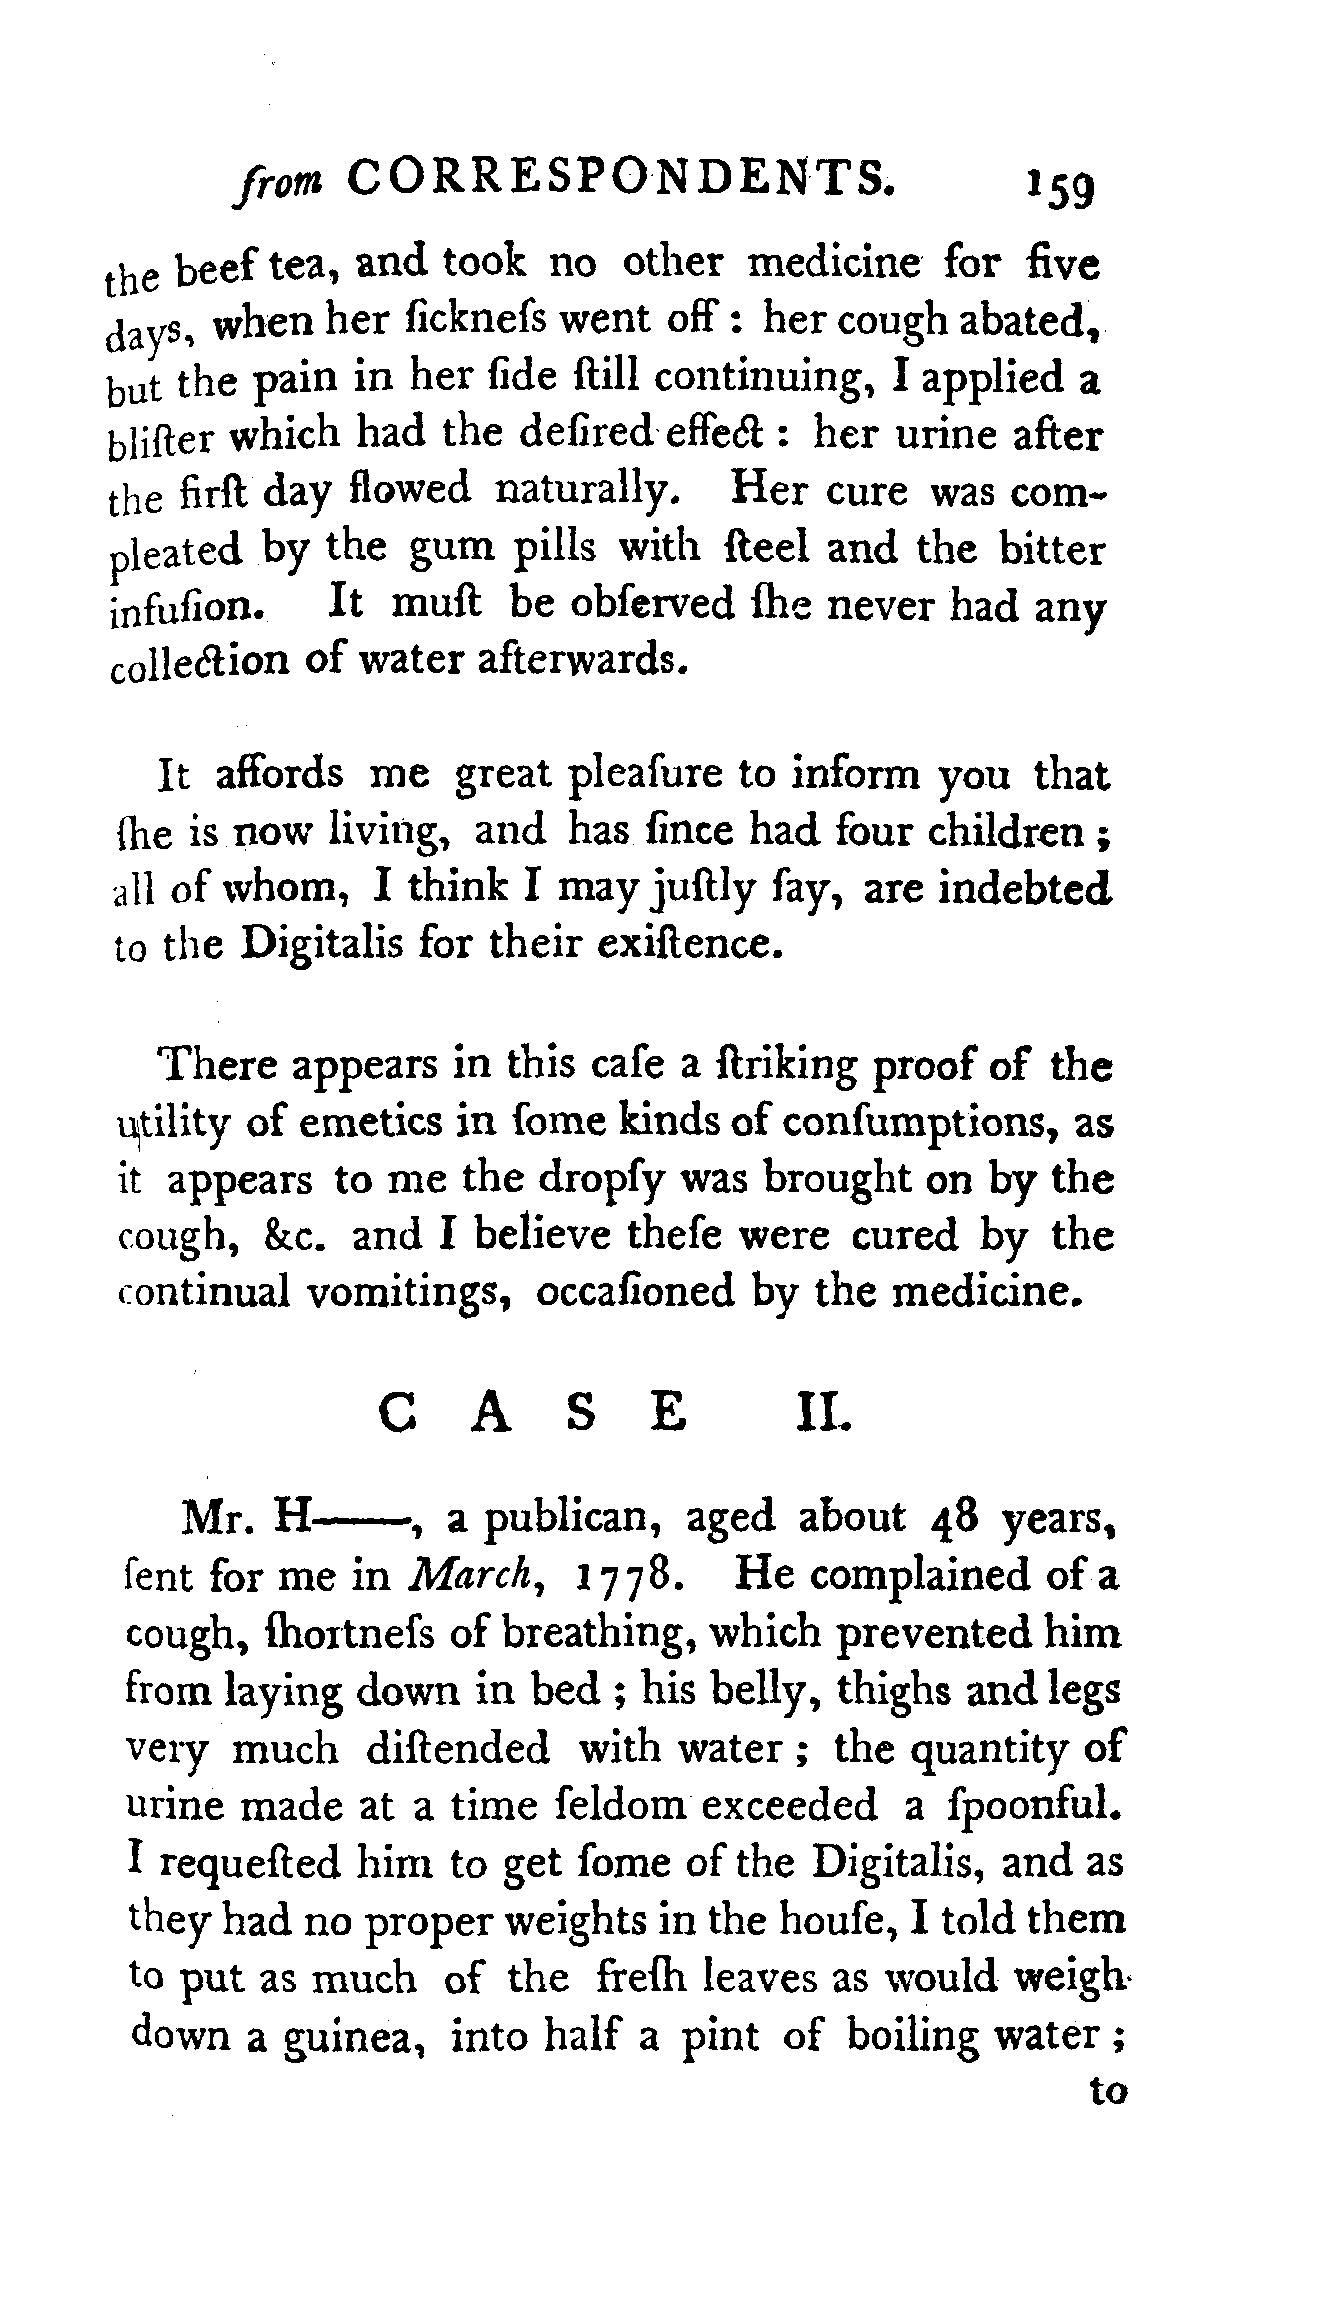 from CORRESPONDENTS. 159
the beef tea, and took no other medicine for five
days, when her ſickneſs went off : her cough abated,
but the pain in her ſide ſtill continuing, I applied a
bliſter which had the deſired effect : her urine after
the firſt day flowed naturally. Her cure was com-
pleated by the gum pills with ſteel and the bitter
infuſion. It muſt be obſerved ſhe never had any
collection of water afterwards.
It affords me great pleaſure to inform you that
ſhe is now living, and has ſince had four children ;
all of whom, I think I may juſtly ſay, are indebted
to the Digitalis for their exiſtence.
There appears in this caſe a ſtriking proof of the
utility of emetics in ſome kinds of conſumptions, as
it appears to me the dropſy was brought on by the
cough, &c. and I believe theſe were cured by the
continual vomitings, occaſioned by the medicine.
C A S E II.
Mr. H——, a publican, aged about 48 years,
ſent for me in March, 1778. He complained of a
cough, ſhortneſs of breathing, which prevented him
from laying down in bed ; his belly, thighs and legs
very much diſtended with water ; the quantity of
urine made at a time ſeldom exceeded a ſpoonful.
I requeſted him to get ſome of the Digitalis, and as
they had no proper weights in the houſe, I told them
to put as much of the freſh leaves as would weigh
down a guinea, into half a pint of boiling water ;
to